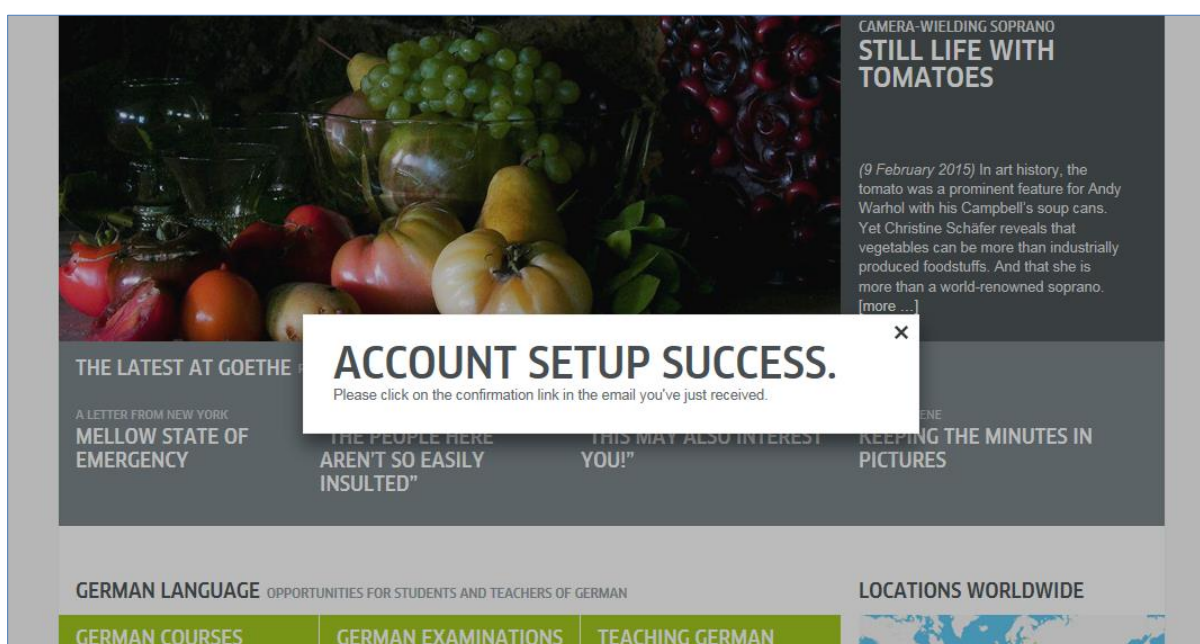 CAMERA-WIELDING SOPRANO
STILL LIFE WITH
TOMATOES
(9 February 2015) In art history, the
tomato was a prominent feature for Andy
Warhol with his Campbell's soup cans.
Yet Christine Schäfer reveals that
vegetables can be more than industrially
produced foodstuffs. And that she is
more than a world-renowned soprano.
[more ...]
ACCOUNT SETUP SUCCESS.
Please click on the confirmation link in the email you've just received.
THE LATEST AT GOETHE
A LETTER FROM NEW YORK
MELLOW STATE OF
EMERGENCY
THE PEOPLE HERE
AREN'T SO EASILY
INSULTED”
THIS MAY ALSO INTEREST
YOU!”
KEEPING THE MINUTES IN
PICTURES
GERMAN LANGUAGE OPPORTUNITIES FOR STUDENTS AND TEACHERS OF GERMAN
LOCATIONS WORLDWIDE
GERMAN COURSES
GERMAN EXAMINATIONS
TEACHING GERMAN